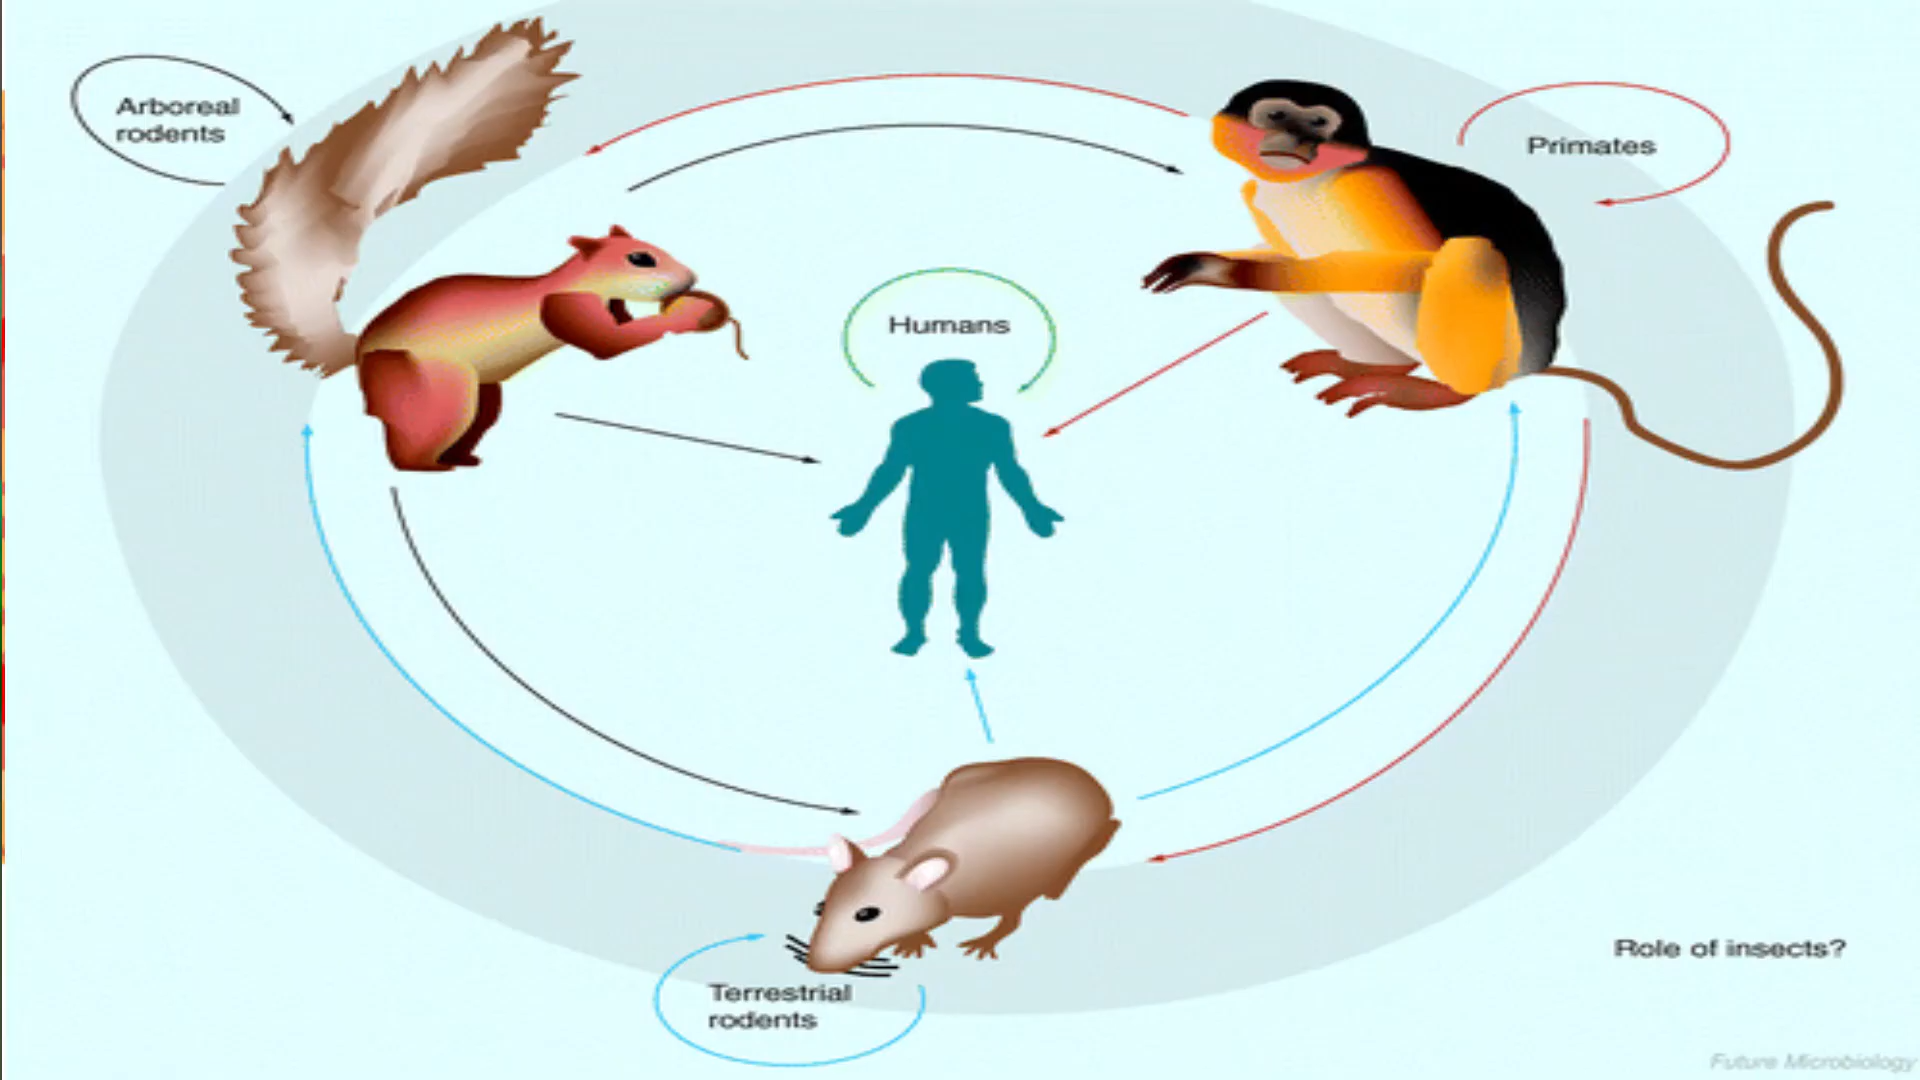 Arboreal
rodents
Primates
Humans
Role of insects?
Terrestrial
rodents
Future Microbiology